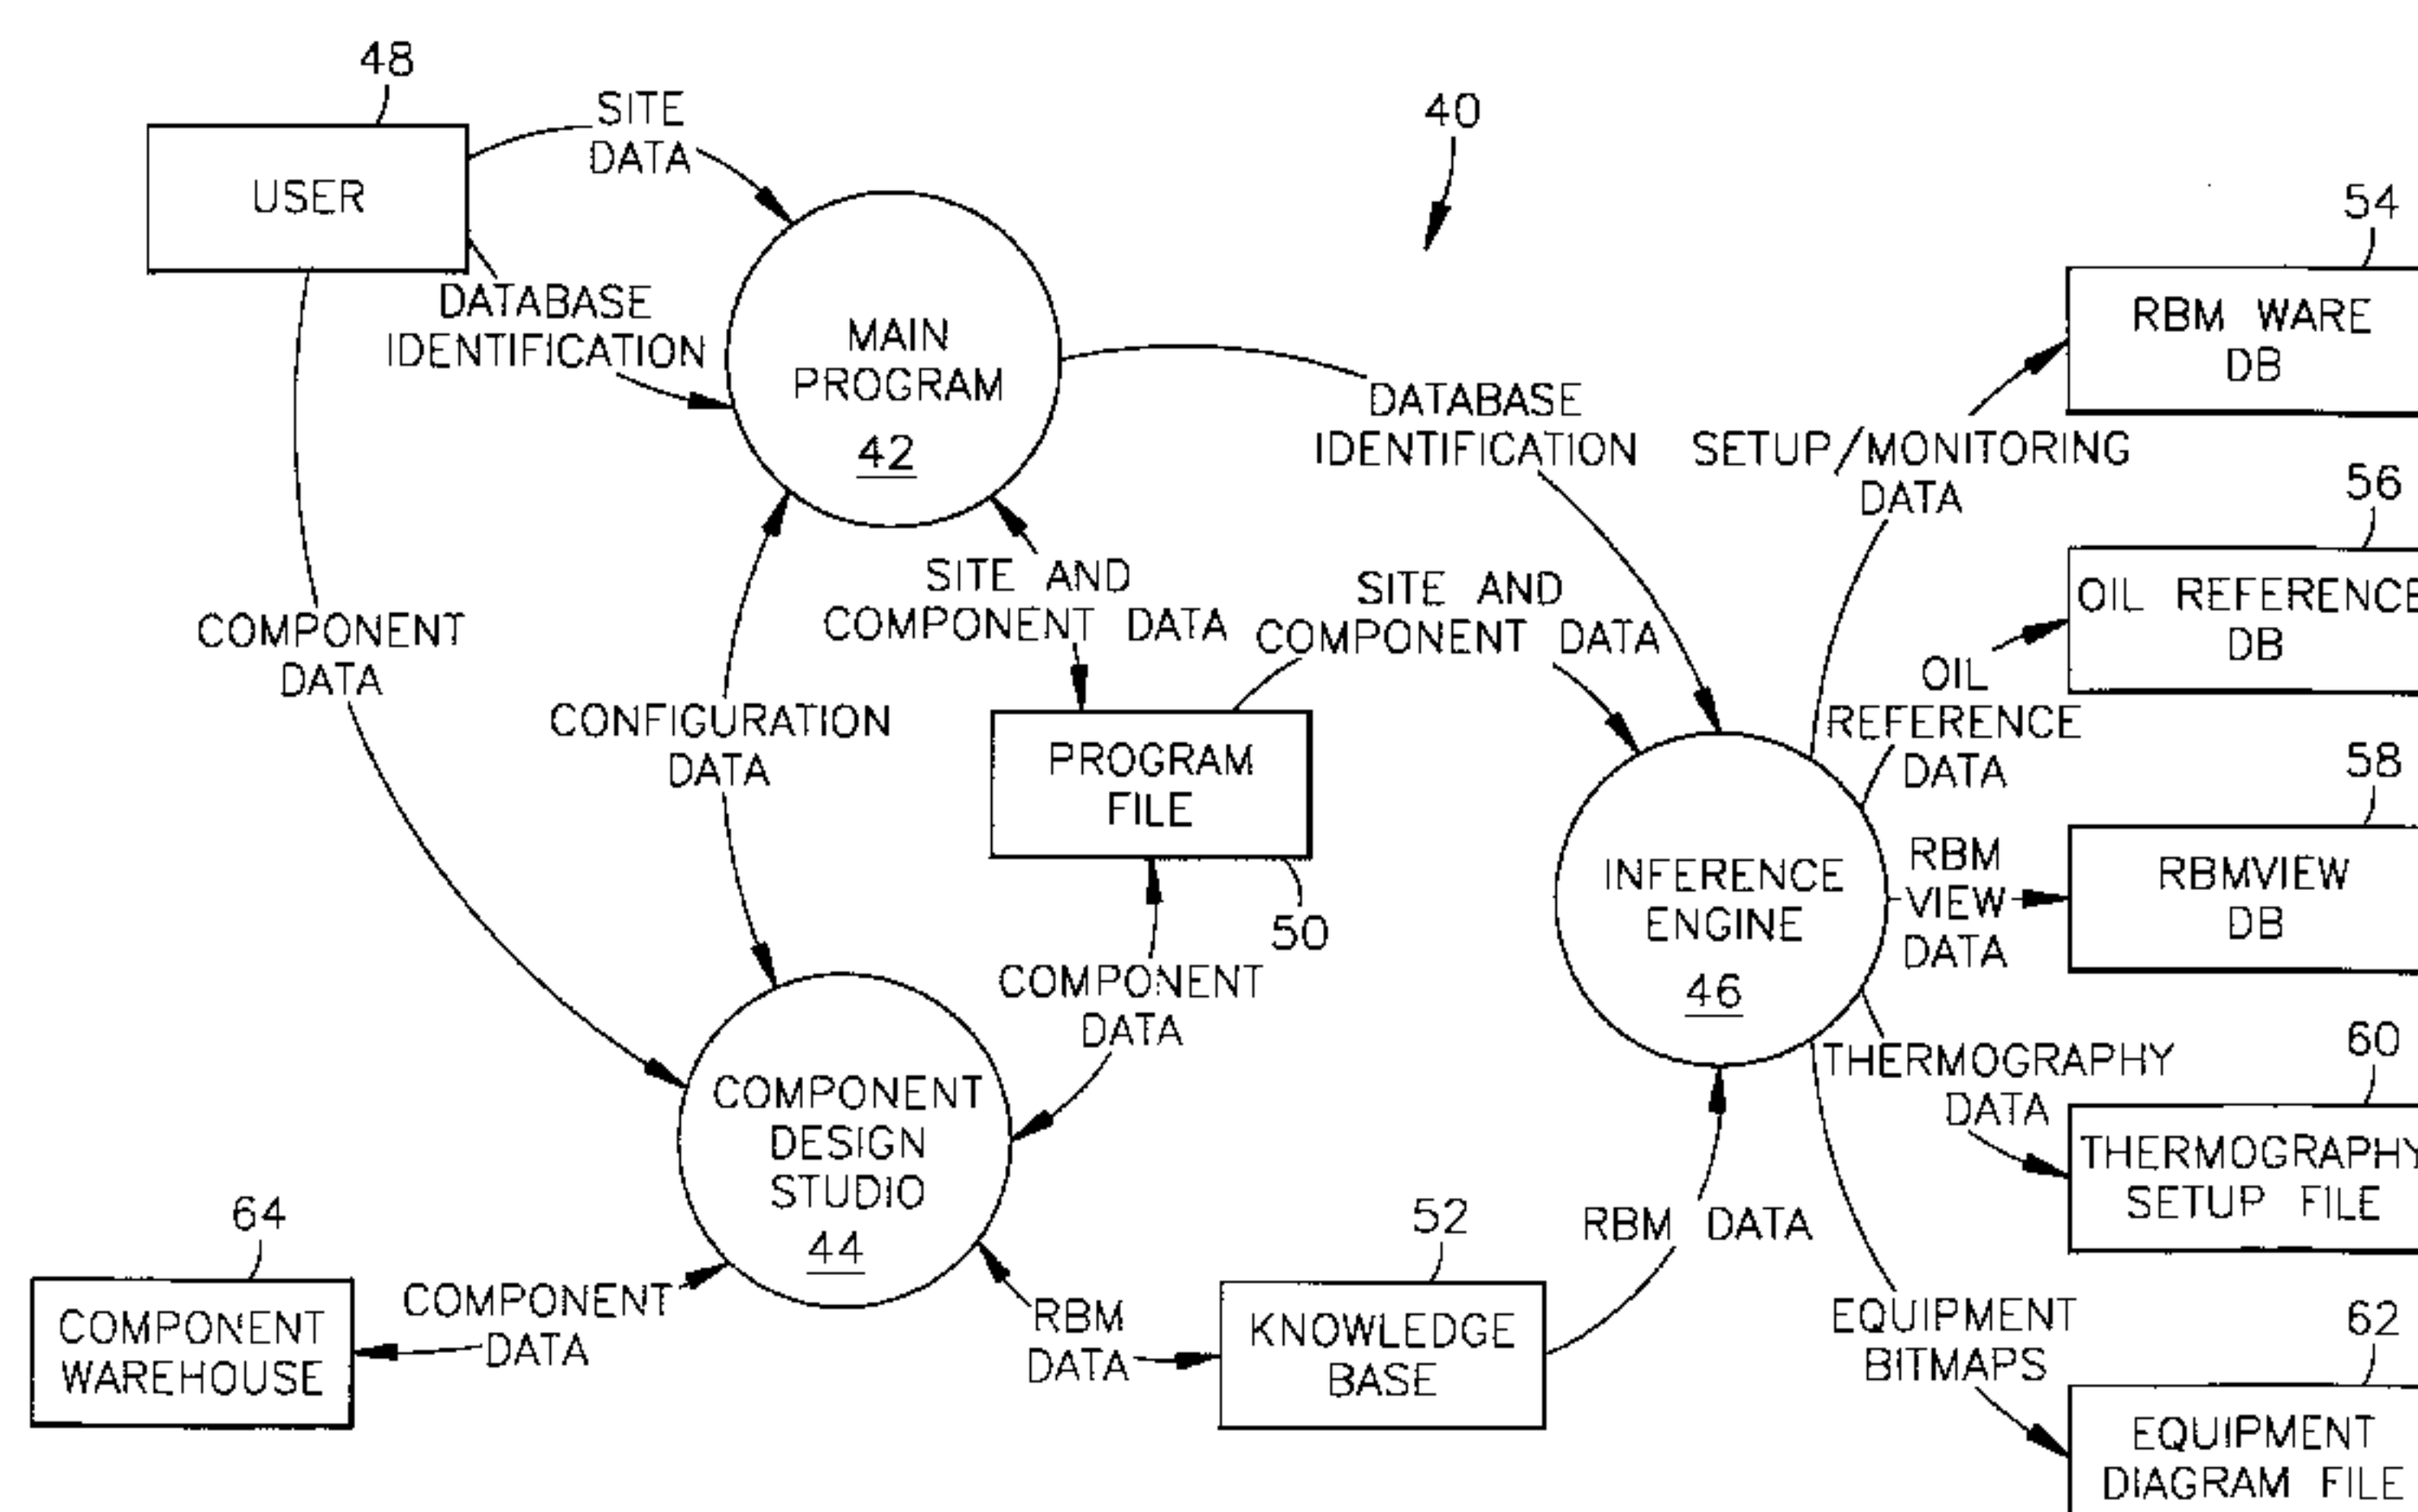 48
SITE
DATA
USER
DATABASE
IDENTIFICATION
MAIN
PROGRAM
42
40
54
RBM WARE
DB
DATABASE
IDENTIFICATION
SETUP/MONITORING
DATA
56
OIL REFERENCE
DB
SITE AND
COMPONENT DATA
SITE AND
COMPONENT DATA
COMPONENT
DATA
CONFIGURATION
DATA
OIL
REFERENCE
DATA
PROGRAM
FILE
50
58
RBMVIEW
DB
INFERENCE
ENGINE
46
RBM
VIEW
DATA
COMPONENT
DATA
60
THERMOGRAPHY
DATA
THERMOGRAPHY
SETUP FILE
COMPONENT
DESIGN
STUDIO
44
64
COMPONENT
WAREHOUSE
COMPONENT
DATA
RBM
DATA
52
KNOWLEDGE
BASE
RBM DATA
EQUIPMENT
BITMAPS
62
EQUIPMENT
DIAGRAM FILE